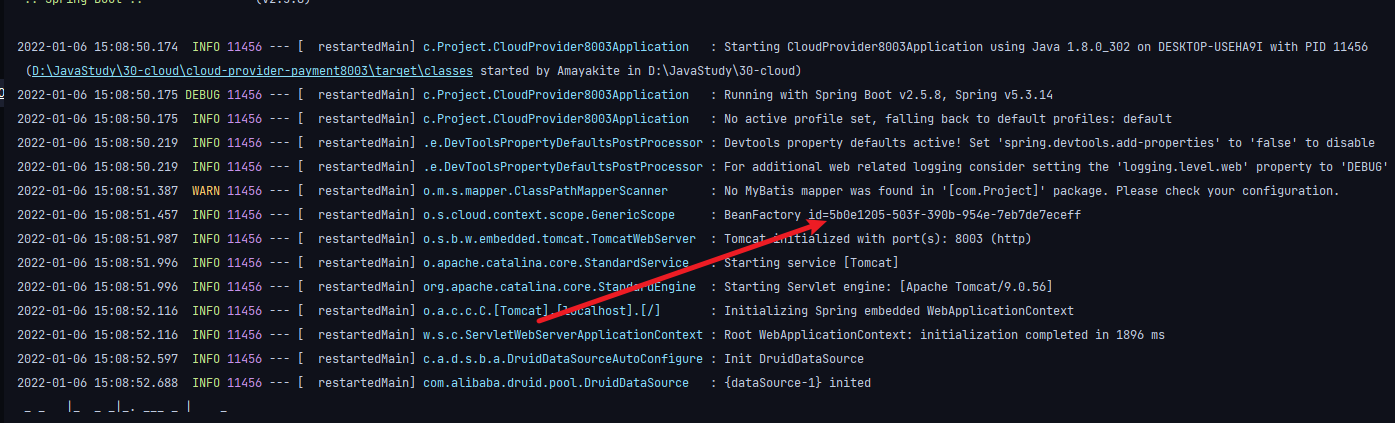 :: Spring Boot :: (v2.5.8)
2022-01-06 15:08:50.174  INFO 11456 --- [  restartedMain] c.Project.CloudProvider8003Application   : Starting CloudProvider8003Application using Java 1.8.0_302 on DESKTOP-USEHA9I with PID 11456
(D:\JavaStudy\30-cloud\cloud-provider-payment8003\target\classes started by Amayakite in D:\JavaStudy\30-cloud)
2022-01-06 15:08:50.175 DEBUG 11456 --- [  restartedMain] c.Project.CloudProvider8003Application   : Running with Spring Boot v2.5.8, Spring v5.3.14
2022-01-06 15:08:50.175  INFO 11456 --- [  restartedMain] c.Project.CloudProvider8003Application   : No active profile set, falling back to default profiles: default
2022-01-06 15:08:50.219  INFO 11456 --- [  restartedMain] .e.DevToolsPropertyDefaultsPostProcessor : Devtools property defaults active! Set 'spring.devtools.add-properties' to 'false' to disable
2022-01-06 15:08:50.219  INFO 11456 --- [  restartedMain] .e.DevToolsPropertyDefaultsPostProcessor : For additional web related logging consider setting the 'logging.level.web' property to 'DEBUG'
2022-01-06 15:08:51.387  WARN 11456 --- [  restartedMain] o.m.s.mapper.ClassPathMapperScanner      : No MyBatis mapper was found in '[com.Project]' package. Please check your configuration.
2022-01-06 15:08:51.457  INFO 11456 --- [  restartedMain] o.s.cloud.context.scope.GenericScope     : BeanFactory id=5b0e1205-503f-390b-954e-7eb7de7eceff
2022-01-06 15:08:51.987  INFO 11456 --- [  restartedMain] o.s.b.w.embedded.tomcat.TomcatWebServer  : Tomcat initialized with port(s): 8003 (http)
2022-01-06 15:08:51.996  INFO 11456 --- [  restartedMain] o.apache.catalina.core.StandardService   : Starting service [Tomcat]
2022-01-06 15:08:51.996  INFO 11456 --- [  restartedMain] org.apache.catalina.core.StandardEngine  : Starting Servlet engine: [Apache Tomcat/9.0.56]
2022-01-06 15:08:52.116  INFO 11456 --- [  restartedMain] o.a.c.c.C.[Tomcat].[localhost].[/]       : Initializing Spring embedded WebApplicationContext
2022-01-06 15:08:52.116  INFO 11456 --- [  restartedMain] w.s.c.ServletWebServerApplicationContext : Root WebApplicationContext: initialization completed in 1896 ms
2022-01-06 15:08:52.597  INFO 11456 --- [  restartedMain] c.a.d.s.b.a.DruidDataSourceAutoConfigure : Init DruidDataSource
2022-01-06 15:08:52.688  INFO 11456 --- [  restartedMain] com.alibaba.druid.pool.DruidDataSource   : {dataSource-1} inited
_ _   |_  _ _|_. ___ _ |    _